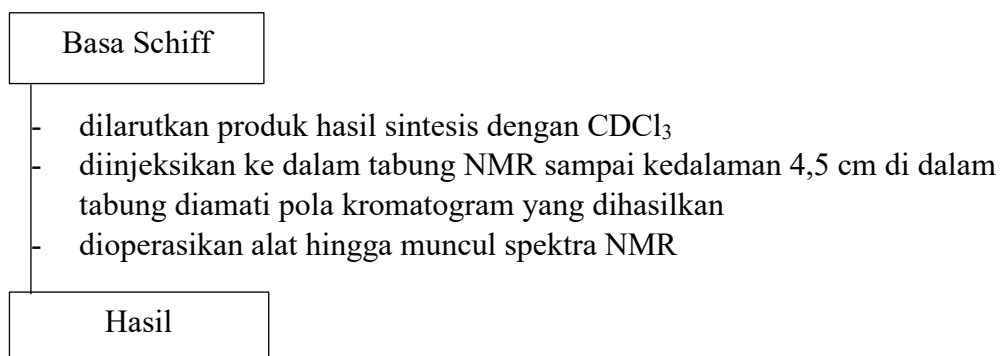 Basa Schiff
- dilarutkan produk hasil sintesis dengan CDCl₃
- diinjeksikan ke dalam tabung NMR sampai kedalaman 4,5 cm di dalam
tabung diamati pola kromatogram yang dihasilkan
- dioperasikan alat hingga muncul spektra NMR
Hasil